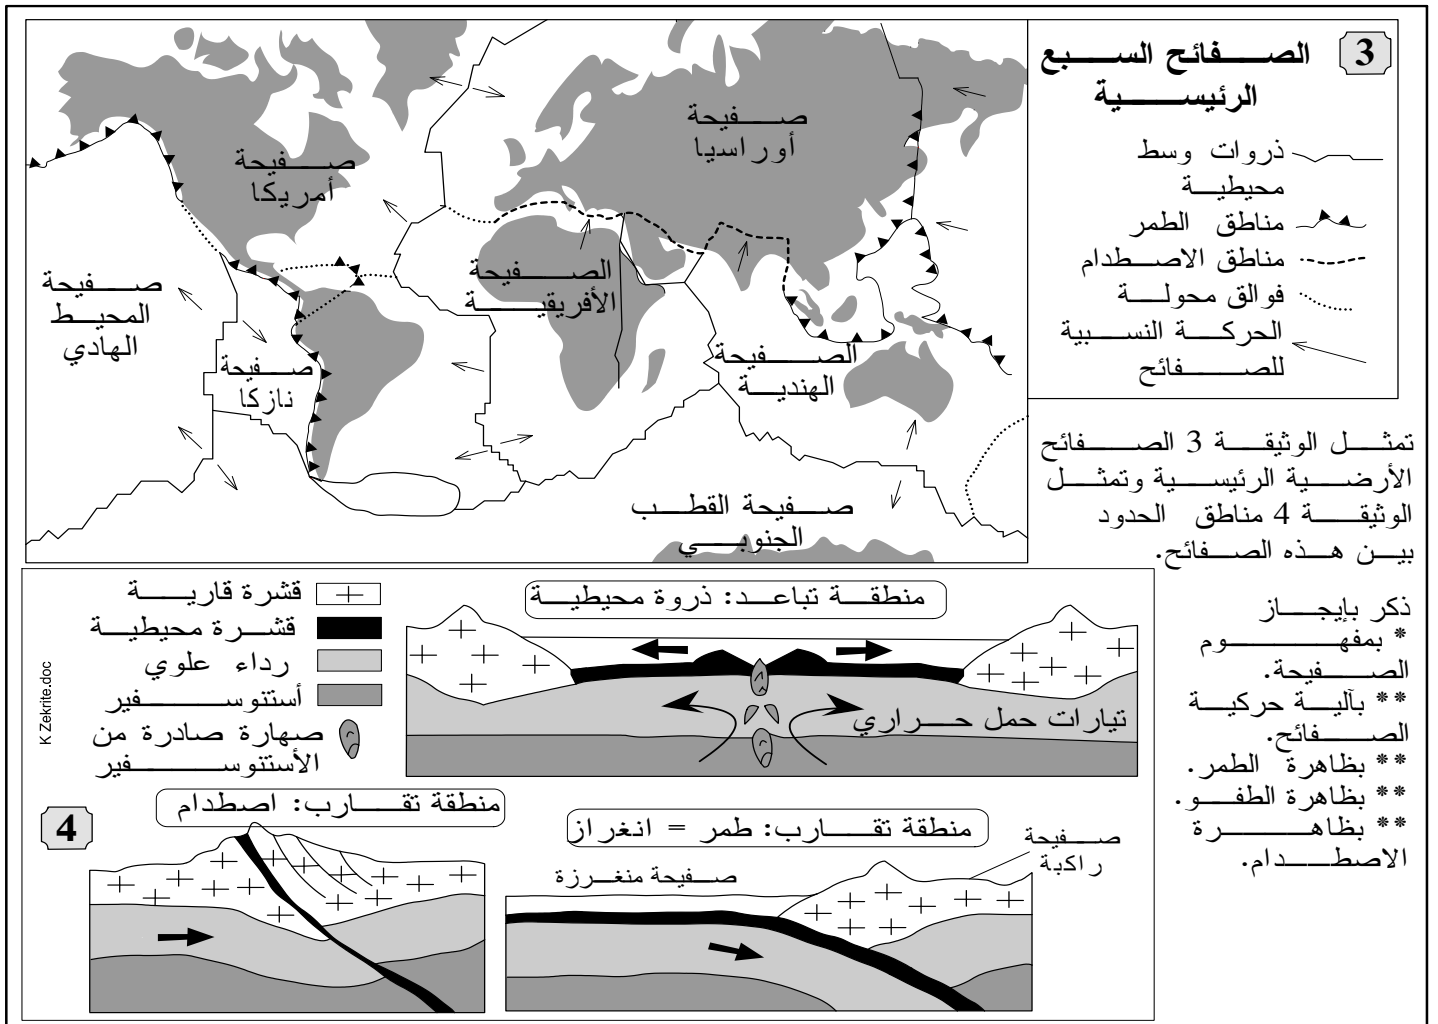 3
الصفائح السبع
الرئيسية
ذروات وسط
محيطية
مناطق الطمر
مناطق الاصطدام
فوالق محولة
الحركة النسبية
للصفائح
صفيحة
أوراسيا
صفيحة
أمريكا
الصفيحة
الأفريقية
صفيحة
المحيط
الهادي
صفيحة
نازكا
الصفيحة
الهندية
صفيحة القطب
الجنوبي
تمثل الوثيقة 3 الصفائح
الأرضية الرئيسية وتمثل
الوثيقة 4 مناطق الحدود
بين هذه الصفائح.
ذكر بإيجاز
* بمفهوم
الصفيحة.
** بآلية حركية
الصفائح.
** بظاهرة الطمر.
** بظاهرة الطفو.
** بظاهرة
الاصطدام.
قشرة قارية
قشرة محيطية
رداء علوي
أستنوسفير
صهارة صادرة من
الأستنوسفير
K Zekrite.doc
منطقة تباعد: ذروة محيطية
تيارات حمل حراري
4
منطقة تقارب: اصطدام
منطقة تقارب: طمر = انغراز
صفيحة منغرزة
صفيحة
راكبة